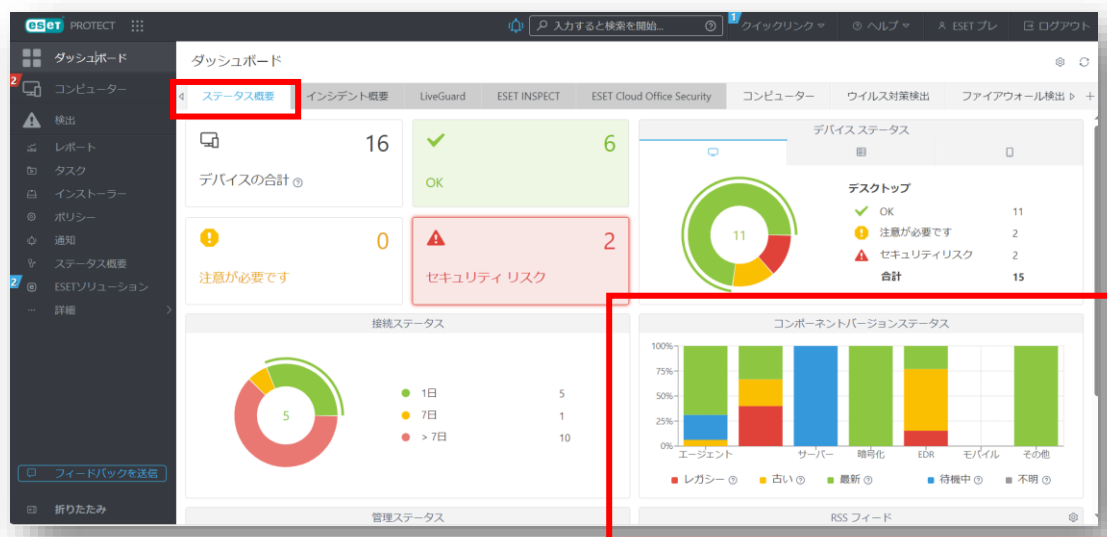 eset PROTECT
入力すると検索を開始...
1
クイックリンク
ヘルプ
ESET プレ
ログアウト
ダッシュボード
2
コンピューター
検出
レポート
タスク
インストーラー
ポリシー
通知
ステータス概要
2
ESETソリューション
詳細
フィードバックを送信
折りたたみ
ダッシュボード
ステータス概要
インシデント概要
LiveGuard
ESET INSPECT
ESET Cloud Office Security
コンピューター
ウイルス対策検出
ファイアウォール検出
16
デバイスの合計
6
OK
0
注意が必要です
2
セキュリティ リスク
デバイス ステータス
11
デスクトップ
OK 11
注意が必要です 2
セキュリティリスク 2
合計 15
接続ステータス
5
1日 5
7日 1
> 7日 10
コンポーネントバージョンステータス
100%
75%
50%
25%
0%
エージェント
サーバー
暗号化
EDR
モバイル
その他
レガシー
古い
最新
待機中
不明
管理ステータス
RSS フィード